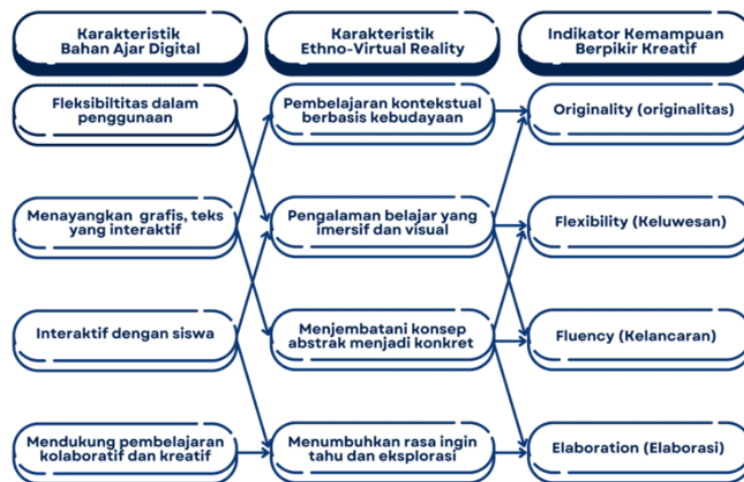 Karakteristik
Bahan Ajar Digital
Karakteristik
Ethno-Virtual Reality
Indikator Kemampuan
Berpikir Kreatif
Fleksibiltitas dalam
penggunaan
Pembelajaran kontekstual
berbasis kebudayaan
Originality (originalitas)
Menayangkan grafis, teks
yang interaktif
Pengalaman belajar yang
imersif dan visual
Flexibility (Keluwesan)
Interaktif dengan siswa
Menjembatani konsep
abstrak menjadi konkret
Fluency (Kelancaran)
Mendukung pembelajaran
kolaboratif dan kreatif
Menumbuhkan rasa ingin
tahu dan eksplorasi
Elaboration (Elaborasi)